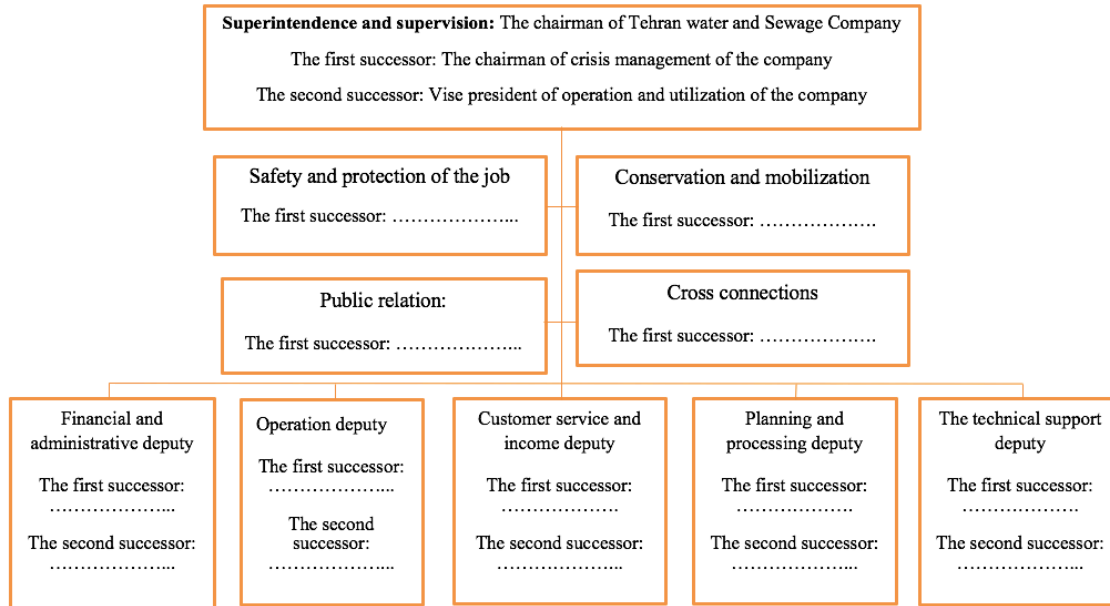 Superintendence and supervision: The chairman of Tehran water and Sewage Company
The first successor: The chairman of crisis management of the company
The second successor: Vise president of operation and utilization of the company
Safety and protection of the job
The first successor: …………………...
Conservation and mobilization
The first successor: ……………….
Public relation:
The first successor: ………………...
Cross connections
The first successor: ……………….
Financial and
administrative deputy
The first successor:
………………...
The second successor:
………………...
Operation deputy
The first successor:
………………...
The second
successor:
………………...
Customer service and
income deputy
The first successor:
……………….
The second successor:
………………...
Planning and
processing deputy
The first successor:
……………….
The second successor:
………………...
The technical support
deputy
The first successor:
……………….
The second successor:
………………...